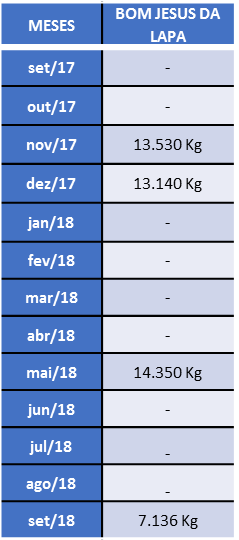 MESES BOM JESUS DA LAPA
set/17 -
out/17 -
nov/17 13.530 Kg
dez/17 13.140 Kg
jan/18 -
fev/18 -
mar/18 -
abr/18 -
mai/18 14.350 Kg
jun/18 -
jul/18 -
ago/18 -
set/18 7.136 Kg